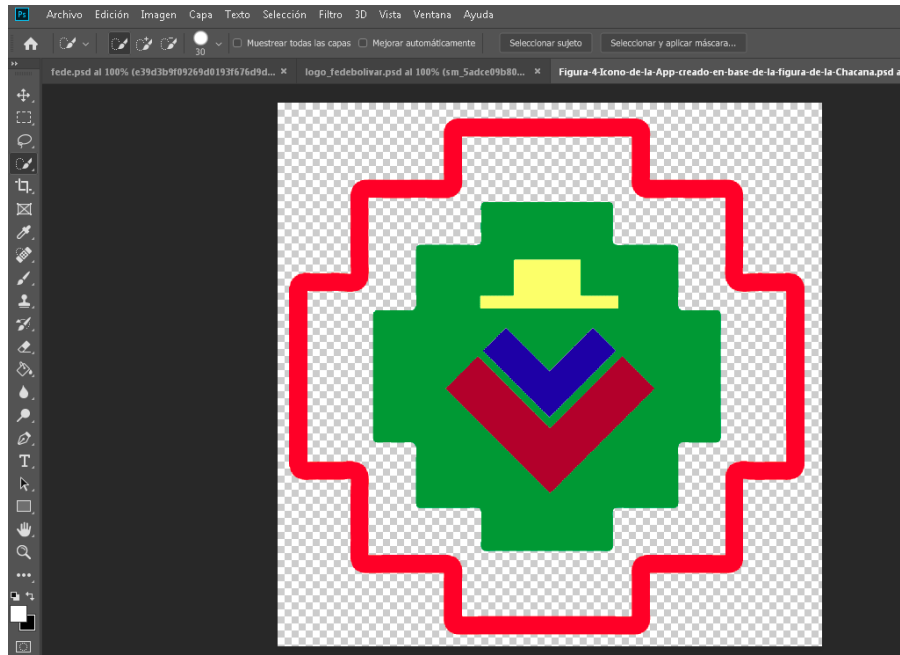 Ps Archivo Edición Imagen Capa Texto Selección Filtro 3D Vista Ventana Ayuda
30 Muestrear todas las capas Mejorar automáticamente Seleccionar sujeto Seleccionar y aplicar máscara...
fede.psd al 100% (e39d3b9f09269d0193f676d9d... × logo_fedebolivar.psd al 100% (sm_5adce09b80... × Figura-4-Icono-de-la-App-creado-en-base-de-la-figura-de-la-Chacana.psd a